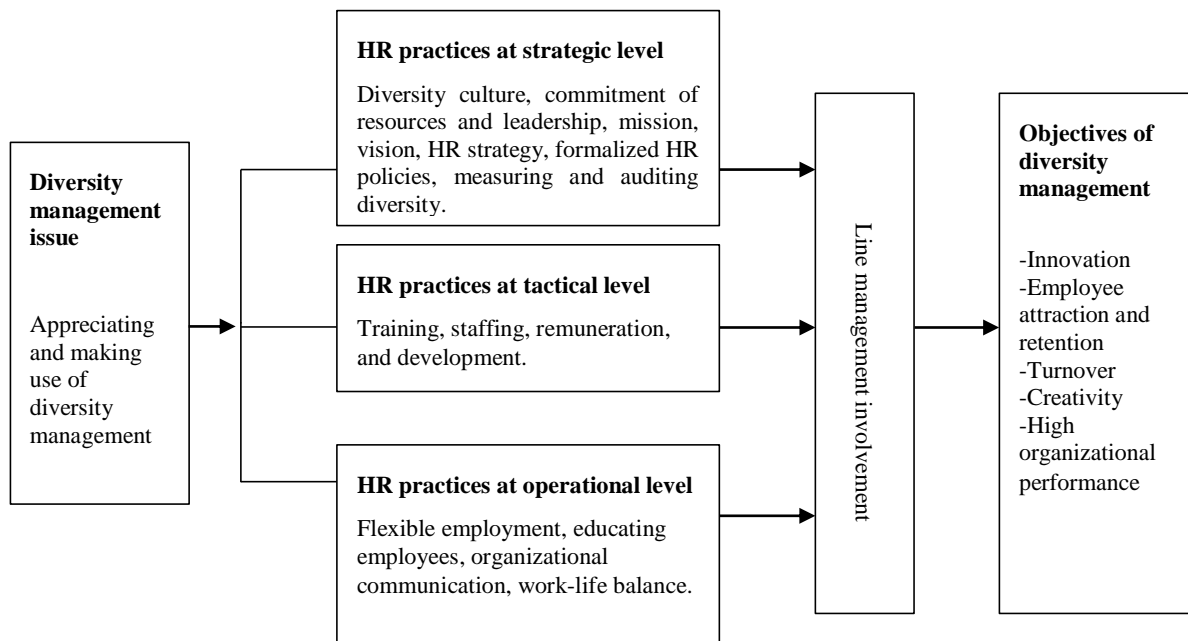 Diversity
management
issue
Appreciating
and making
use of
diversity
management
HR practices at strategic level
Diversity culture, commitment of
resources and leadership, mission,
vision, HR strategy, formalized HR
policies, measuring and auditing
diversity.
HR practices at tactical level
Training, staffing, remuneration,
and development.
HR practices at operational level
Flexible employment, educating
employees, organizational
communication, work-life balance.
Line management involvement
Objectives of
diversity
management
-Innovation
-Employee
attraction and
retention
-Turnover
-Creativity
-High
organizational
performance